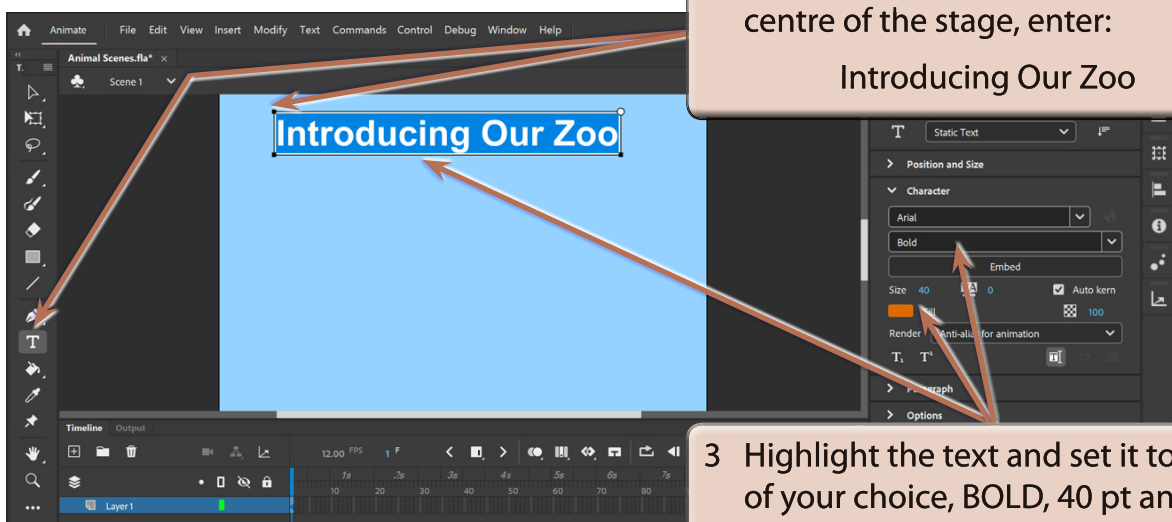 centre of the stage, enter:
Introducing Our Zoo
Animate File Edit View Insert Modify Text Commands Control Debug Window Help
Animal Scenes.fla* ×
T.
Scene 1
Introducing Our Zoo
T Static Text
> Position and Size
Character
Arial
Bold
Embed
Size 40 0 Auto kern
Fill 100
Render Anti-alias for animation
T₁ T¹
> Paragraph
> Options
Timeline Output
12.00 FPS 1 F
1s 2s 3s 4s 5s 6s 7s
10 20 30 40 50 60 70 80
Layer 1
3 Highlight the text and set it to
of your choice, BOLD, 40 pt an